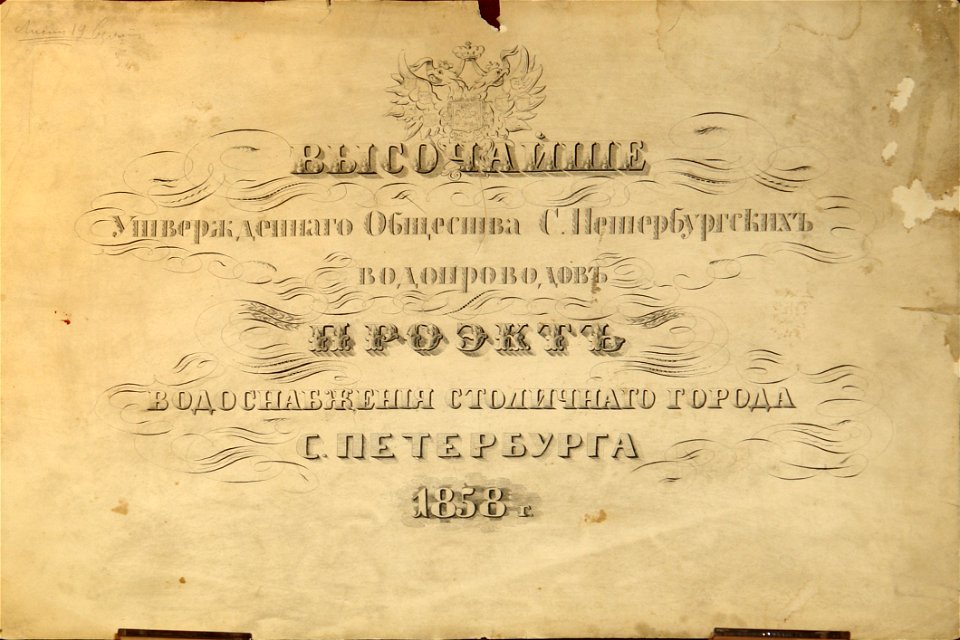 ВЫСОЧАЙШЕ
Утвержденнаго Общества С. Петербургскихъ
водопроводовъ
ПРОЭКТЪ
ВОДОСНАБЖЕНІЯ СТОЛИЧНАГО ГОРОДА
С. ПЕТЕРБУРГА
1858 г.